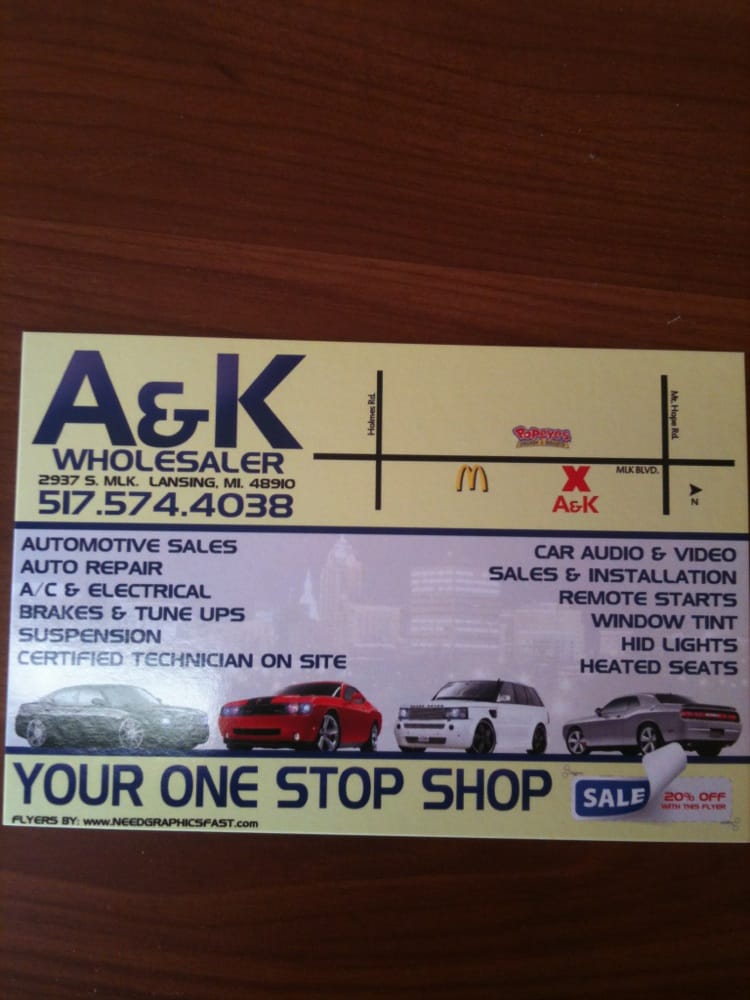 A&K
WHOLESALER
2937 S. MLK. LANSING, MI. 48910
517.574.4038
Holmes Rd.
POPEYES
M
X
A&K
MLK BLVD.
Mt. Hope Rd.
N
AUTOMOTIVE SALES
AUTO REPAIR
A/C & ELECTRICAL
BRAKES & TUNE UPS
SUSPENSION
CERTIFIED TECHNICIAN ON SITE
CAR AUDIO & VIDEO
SALES & INSTALLATION
REMOTE STARTS
WINDOW TINT
HID LIGHTS
HEATED SEATS
YOUR ONE STOP SHOP
SALE
20% OFF
WITH THIS FLYER
FLYERS BY: www.NEEDGRAPHICSFAST.com